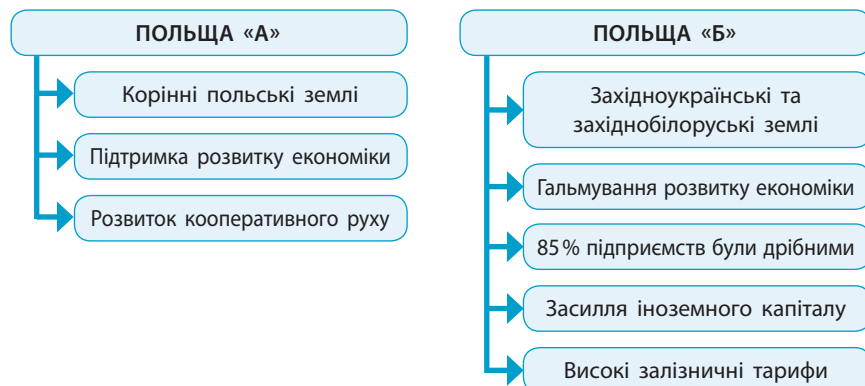 ПОЛЬЩА «А»
Корінні польські землі
Підтримка розвитку економіки
Розвиток кооперативного руху
ПОЛЬЩА «Б»
Західноукраїнські та
західнобілоруські землі
Гальмування розвитку економіки
85 % підприємств були дрібними
Засилля іноземного капіталу
Високі залізничні тарифи